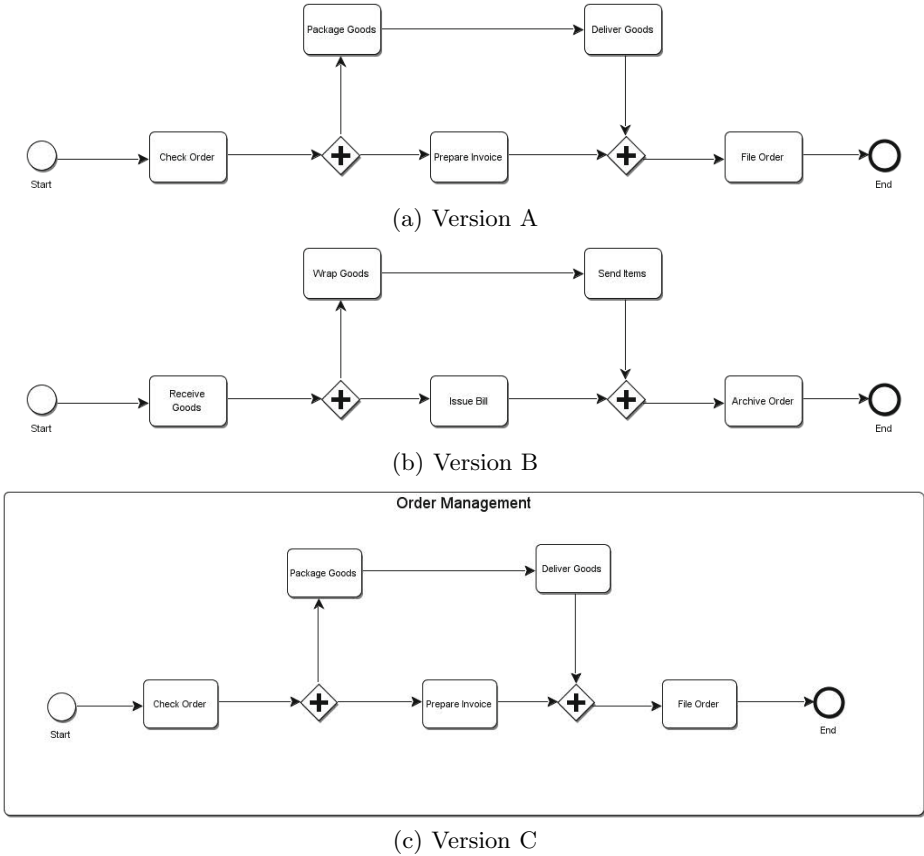 Package Goods
Deliver Goods
Check Order
Prepare Invoice
File Order
Start
End
(a) Version A
Wrap Goods
Send Items
Receive
Goods
Issue Bill
Archive Order
Start
End
(b) Version B
Order Management
Package Goods
Deliver Goods
Check Order
Prepare Invoice
File Order
Start
End
(c) Version C